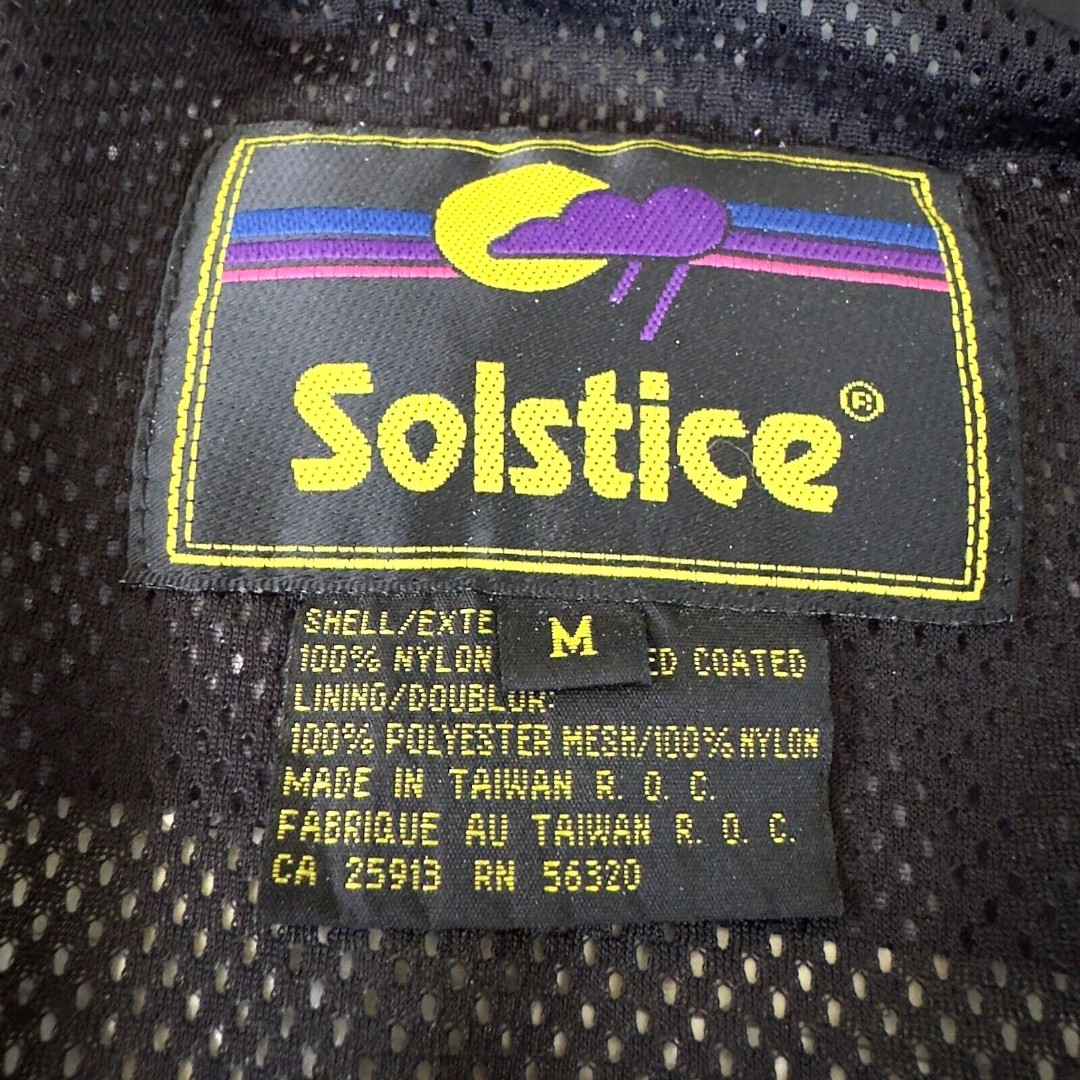 Solstice®
M
SHELL/EXTE
100% NYLON ED COATED
LINING/DOUBLUR:
100% POLYESTER MESH/100% NYLON
MADE IN TAIWAN R. O. C.
FABRIQUE AU TAIWAN R. O. C.
CA 25913 RN 56320